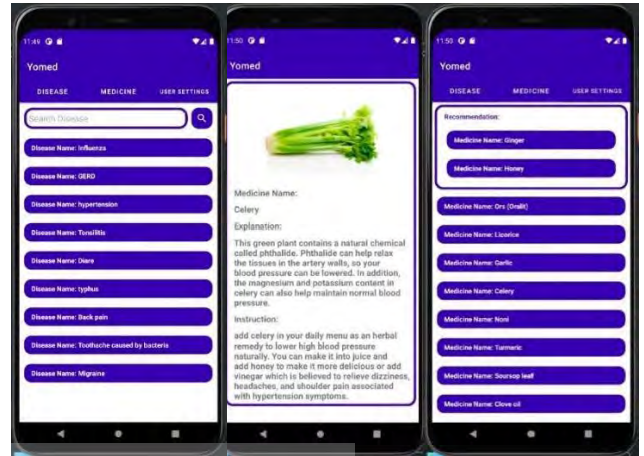 11:49
Yomed
DISEASE MEDICINE USER SETTINGS
Search Disease
Disease Name: Influenza
Disease Name: GERD
Disease Name: hypertension
Disease Name: Tonsilitis
Disease Name: Diare
Disease Name: typhus
Disease Name: Back pain
Disease Name: Toothache caused by bacteria
Disease Name: Migraine
11:50
Yomed
Medicine Name:
Celery
Explanation:
This green plant contains a natural chemical
called phthalide. Phthalide can help relax
the tissues in the artery walls, so your
blood pressure can be lowered. In addition,
the magnesium and potassium content in
celery can also help maintain normal blood
pressure.
Instruction:
add celery in your daily menu as an herbal
remedy to lower high blood pressure
naturally. You can make it into juice and
add honey to make it more delicious or add
vinegar which is believed to relieve dizziness,
headaches, and shoulder pain associated
with hypertension symptoms.
11:50
Yomed
DISEASE MEDICINE USER SETTINGS
Recommendation:
Medicine Name: Ginger
Medicine Name: Honey
Medicine Name: Ors (Oralit)
Medicine Name: Licorice
Medicine Name: Garlic
Medicine Name: Celery
Medicine Name: Noni
Medicine Name: Turmeric
Medicine Name: Soursop leaf
Medicine Name: Clove oil